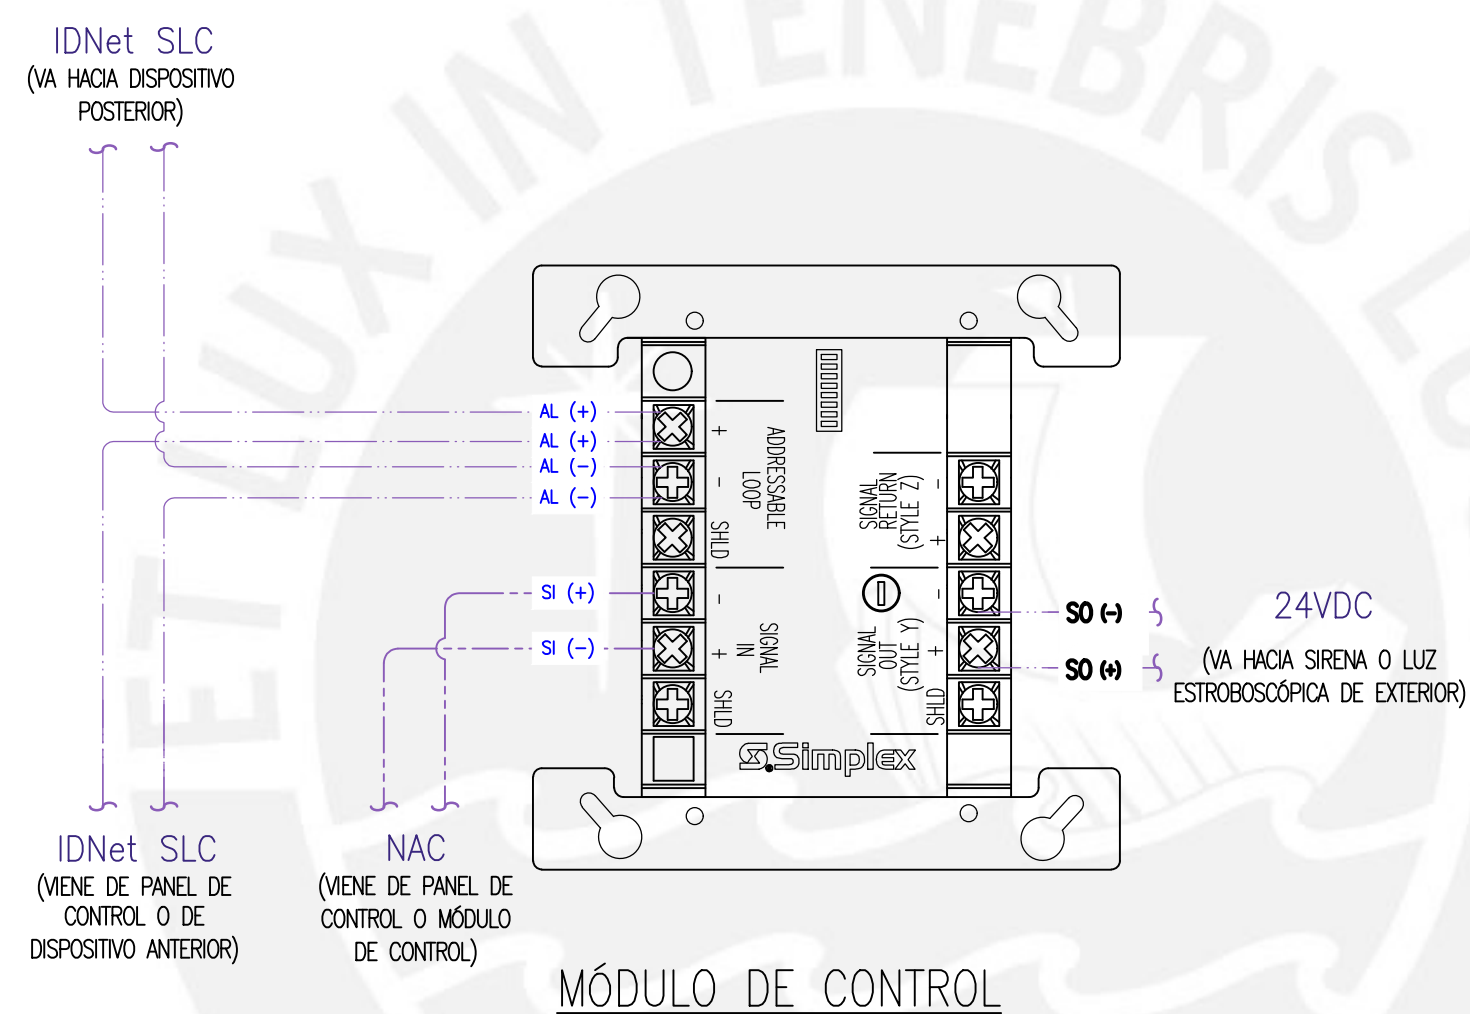 ET LUX IN TENEBRIS LU
IDNet SLC
(VA HACIA DISPOSITIVO
POSTERIOR)
AL (+)
AL (+)
AL (-)
AL (-)
SI (+)
SI (-)
+
-
SHLD
ADDRESSABLE
LOOP
-
+
SHLD
SIGNAL
IN
SIGNAL
RETURN
(STYLE Z)
-
+
SIGNAL
OUT
(STYLE Y)
-
+
SHLD
Simplex
SO (-)
SO (+)
24VDC
(VA HACIA SIRENA O LUZ
ESTROBOSCÓPICA DE EXTERIOR)
IDNet SLC
(VIENE DE PANEL DE
CONTROL O DE
DISPOSITIVO ANTERIOR)
NAC
(VIENE DE PANEL DE
CONTROL O MÓDULO
DE CONTROL)
MÓDULO DE CONTROL